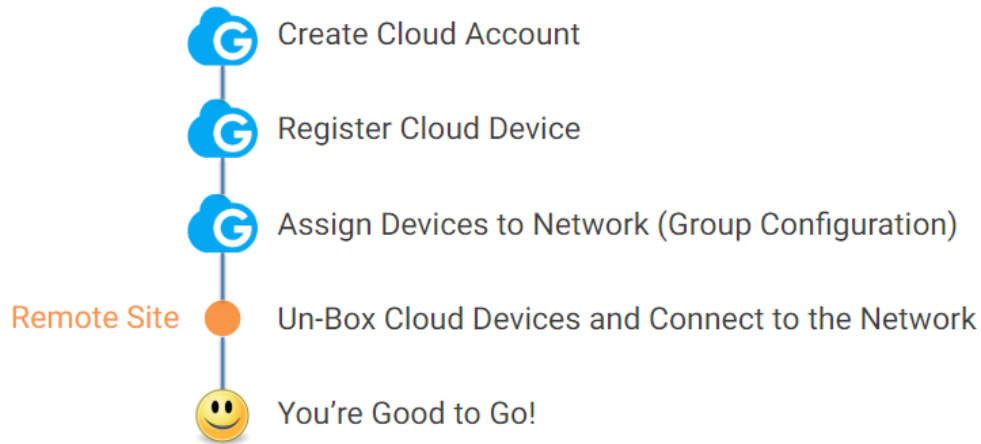 Create Cloud Account
Register Cloud Device
Assign Devices to Network (Group Configuration)
Remote Site Un-Box Cloud Devices and Connect to the Network
You're Good to Go!